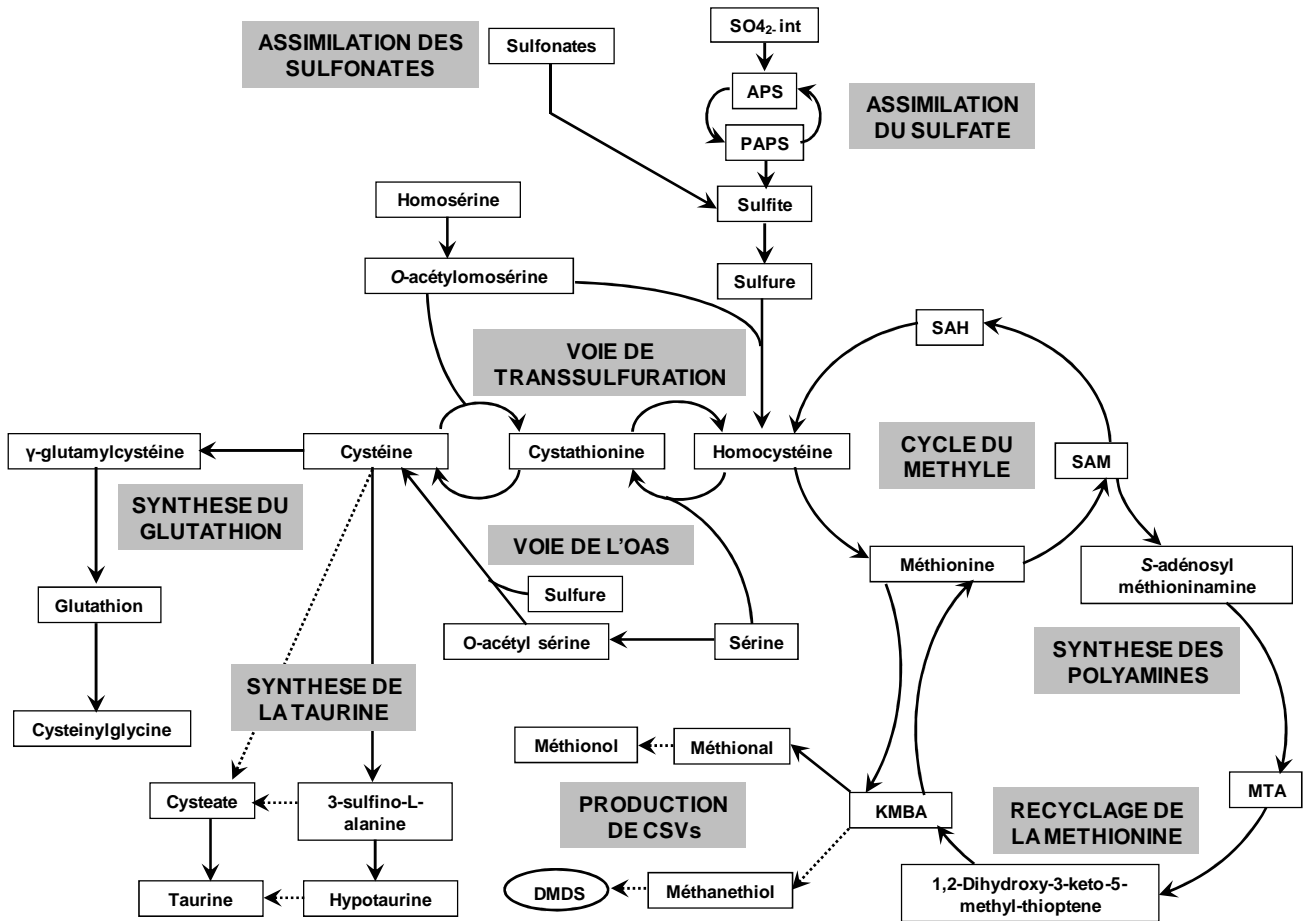 ASSIMILATION DES
SULFONATES
Sulfonates
SO42- int
APS
PAPS
ASSIMILATION
DU SULFATE
Sulfite
Homosérine
O-acétylomosérine
Sulfure
SAH
VOIE DE
TRANSSULFURATION
γ-glutamylcystéine
Cystéine
Cystathionine
Homocystéine
CYCLE DU
METHYLE
SAM
SYNTHESE DU
GLUTATHION
VOIE DE L'OAS
Méthionine
S-adénosyl
méthioninamine
Glutathion
Sulfure
O-acétyl sérine
Sérine
SYNTHESE DES
POLYAMINES
SYNTHESE DE
LA TAURINE
Cysteinylglycine
Méthionol
Méthional
Cysteate
3-sulfino-L-
alanine
PRODUCTION
DE CSVs
KMBA
RECYCLAGE DE
LA METHIONINE
MTA
Taurine
Hypotaurine
DMDS
Méthanethiol
1,2-Dihydroxy-3-keto-5-
methyl-thioptene